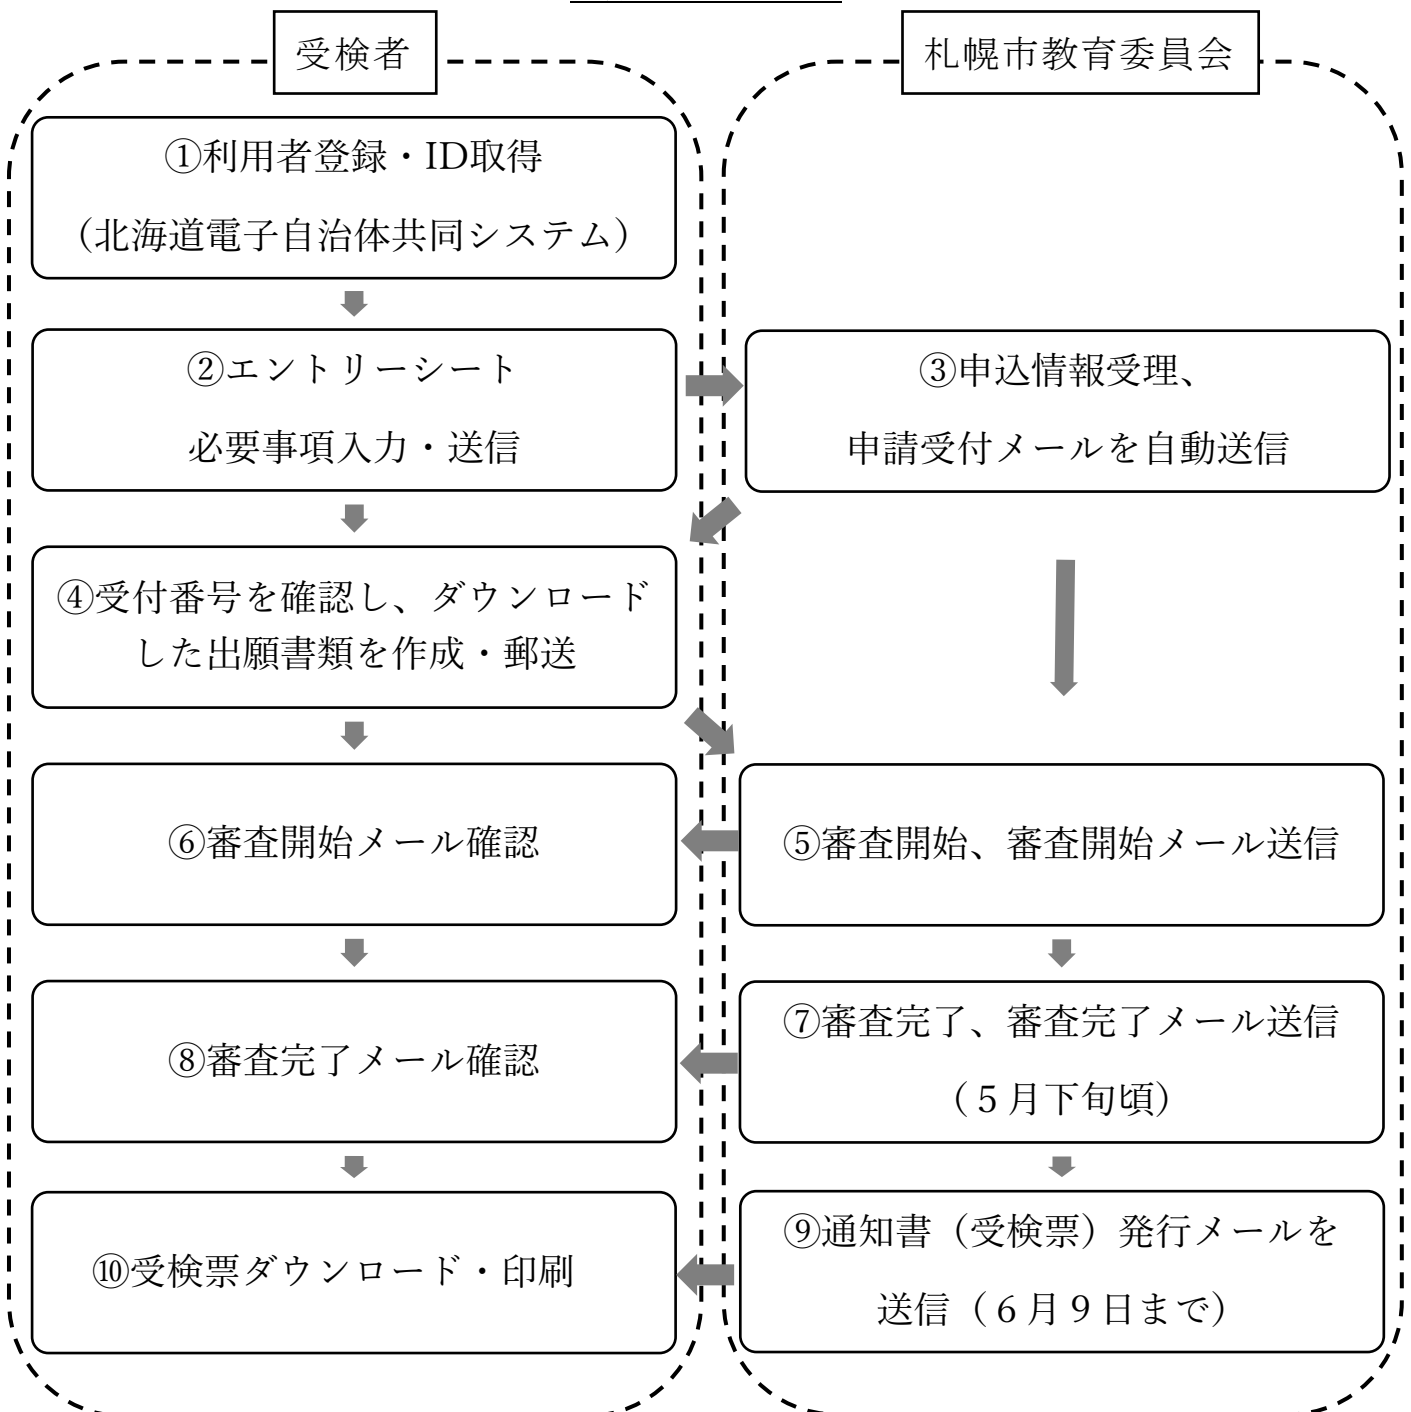 受検者
札幌市教育委員会
①利用者登録・ID取得
（北海道電子自治体共同システム）
②エントリーシート
必要事項入力・送信
③申込情報受理、
申請受付メールを自動送信
④受付番号を確認し、ダウンロード
した出願書類を作成・郵送
⑤審査開始、審査開始メール送信
⑥審査開始メール確認
⑦審査完了、審査完了メール送信
（５月下旬頃）
⑧審査完了メール確認
⑨通知書（受検票）発行メールを
送信（６月９日まで）
⑩受検票ダウンロード・印刷